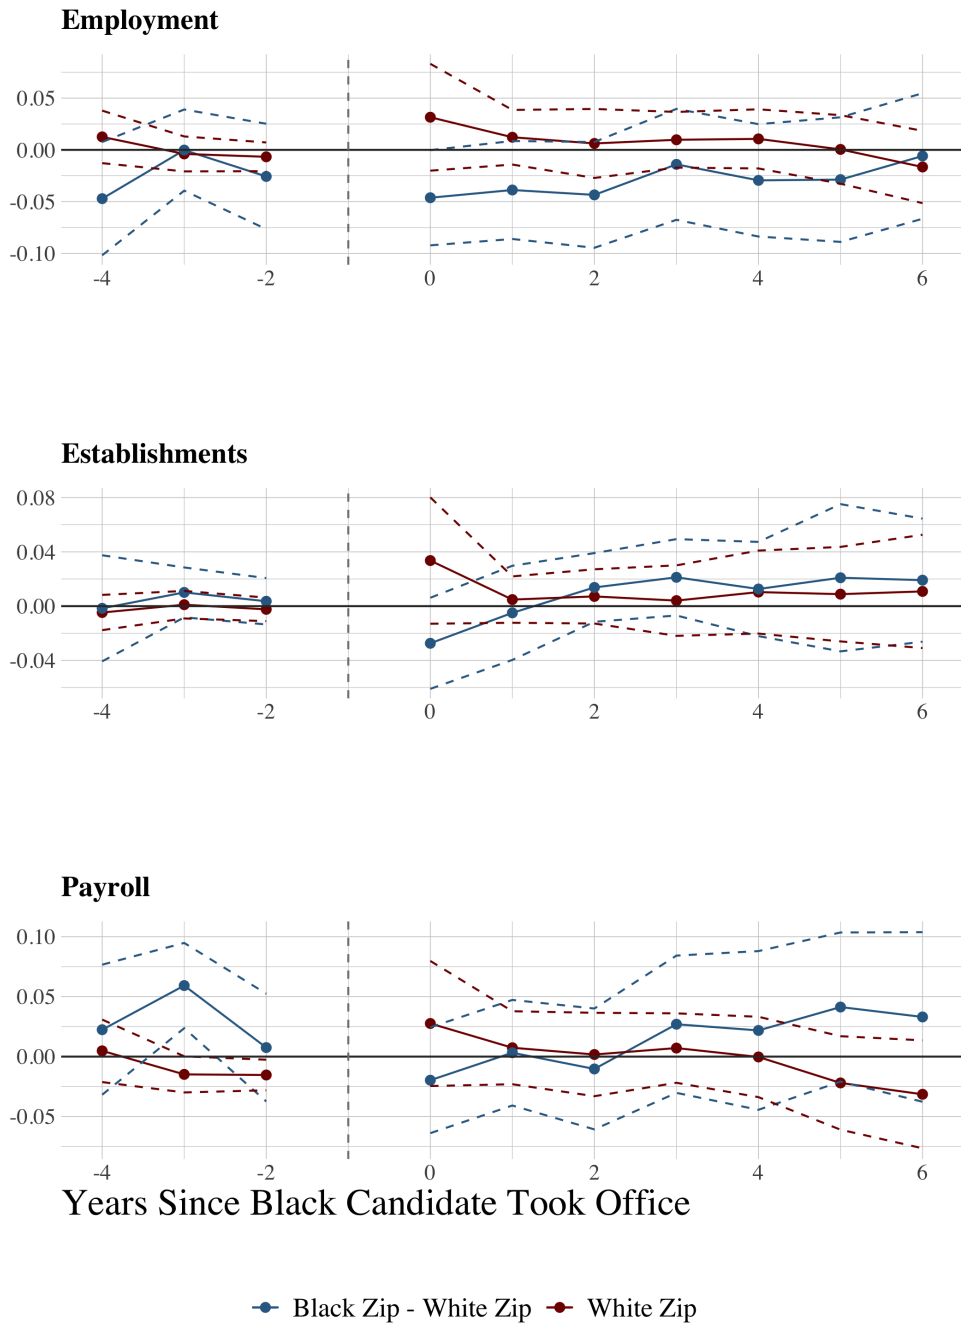 Employment
0.05
0.00
-0.05
-0.10
-4 -2 0 2 4 6
Establishments
0.08
0.04
0.00
-0.04
-4 -2 0 2 4 6
Payroll
0.10
0.05
0.00
-0.05
-4 -2 0 2 4 6
Years Since Black Candidate Took Office
Black Zip - White Zip White Zip